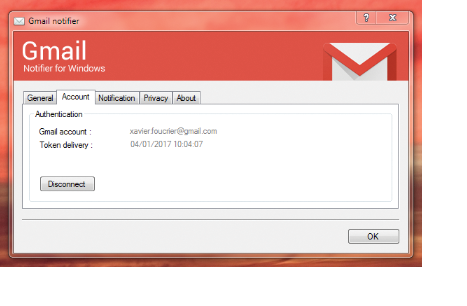 Gmail notifier
Gmail
Notifier for Windows
General Account Notification Privacy About
Authentication
Gmail account : xavier.foucrier@gmail.com
Token delivery : 04/01/2017 10:04:07
Disconnect
OK